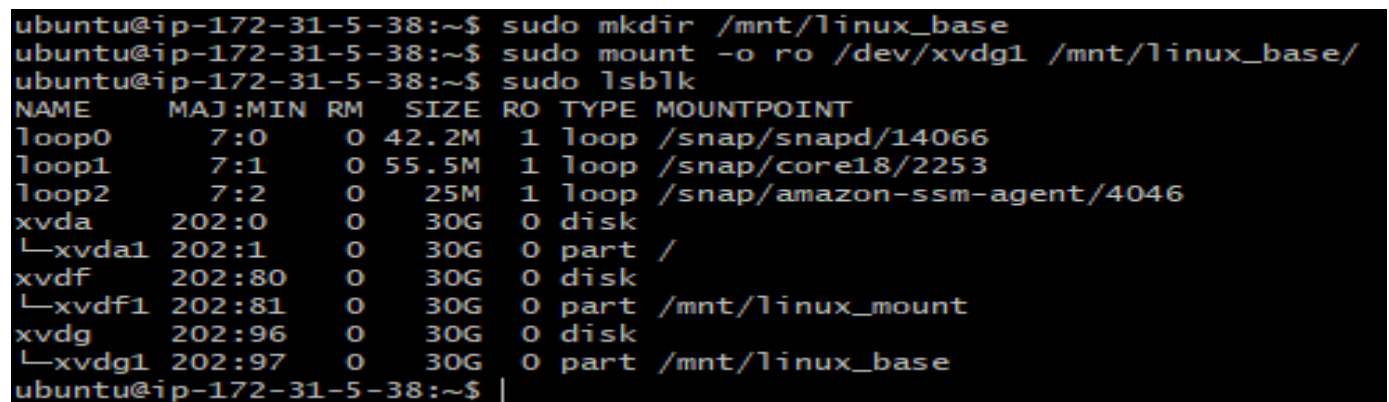 ubuntu@ip-172-31-5-38:~$ sudo mkdir /mnt/linux_base
ubuntu@ip-172-31-5-38:~$ sudo mount -o ro /dev/xvdg1 /mnt/linux_base/
ubuntu@ip-172-31-5-38:~$ sudo lsblk
NAME    MAJ:MIN RM  SIZE RO TYPE MOUNTPOINT
loop0     7:0    0 42.2M  1 loop /snap/snapd/14066
loop1     7:1    0 55.5M  1 loop /snap/core18/2253
loop2     7:2    0   25M  1 loop /snap/amazon-ssm-agent/4046
xvda    202:0    0   30G  0 disk
└─xvda1 202:1    0   30G  0 part /
xvdf    202:80   0   30G  0 disk
└─xvdf1 202:81   0   30G  0 part /mnt/linux_mount
xvdg    202:96   0   30G  0 disk
└─xvdg1 202:97   0   30G  0 part /mnt/linux_base
ubuntu@ip-172-31-5-38:~$